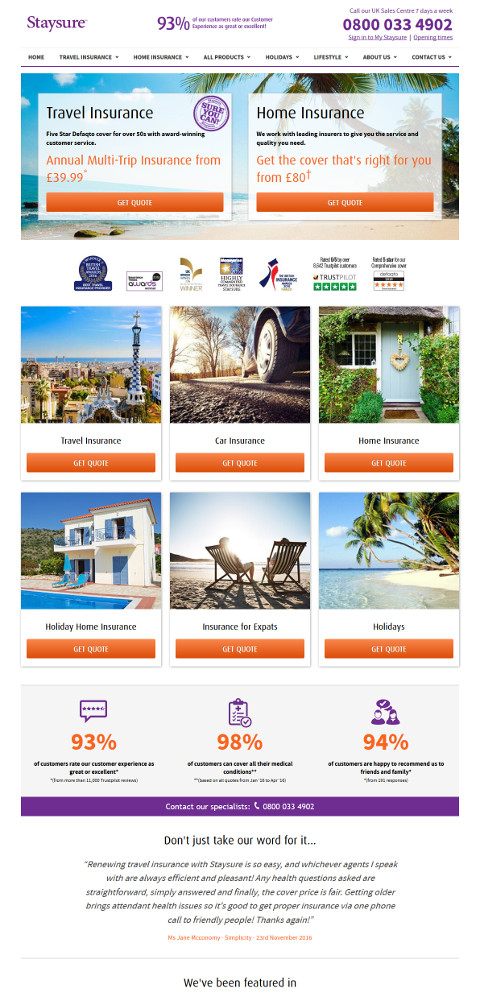 Staysure
93% of our customers rate our Customer
Experience as great or excellent!
Call our UK Sales Centre 7 days a week
0800 033 4902
Sign in to My Staysure | Opening times
HOME TRAVEL INSURANCE HOME INSURANCE ALL PRODUCTS HOLIDAYS LIFESTYLE ABOUT US CONTACT US
Travel Insurance
SURE YOU CAN!
Five Star Defaqto cover for over 50s with award-winning
customer service.
Annual Multi-Trip Insurance from
£39.99*
GET QUOTE
Home Insurance
We work with leading insurers to give you the service and
quality you need.
Get the cover that's right for you
from £80†
GET QUOTE
awards
WINNER
HIGHLY
TRUSTPILOT
defaqto
Travel Insurance
GET QUOTE
Car Insurance
GET QUOTE
Home Insurance
GET QUOTE
Holiday Home Insurance
GET QUOTE
Insurance for Expats
GET QUOTE
Holidays
GET QUOTE
93%
of our customers rate our customer experience as
great or excellent*
*(from more than 11,000 Trustpilot reviews)
98%
of customers can cover all their medical
conditions**
**(based on all quotes from Jan '16 to Apr '16)
94%
of customers are happy to recommend us to
friends and family*
*(from 191 responses)
Contact our specialists: 0800 033 4902
Don't just take our word for it...
"Renewing travel insurance with Staysure is so easy, and whichever agents I speak
with are always efficient and pleasant! Any health questions asked are
straightforward, simply answered and finally, the cover price is fair. Getting older
brings attendant health issues so it's good to get proper insurance via one phone
call to friendly people! Thanks again!"
Ms Jane Mcconomy - Simplicity - 23rd November 2016
We've been featured in